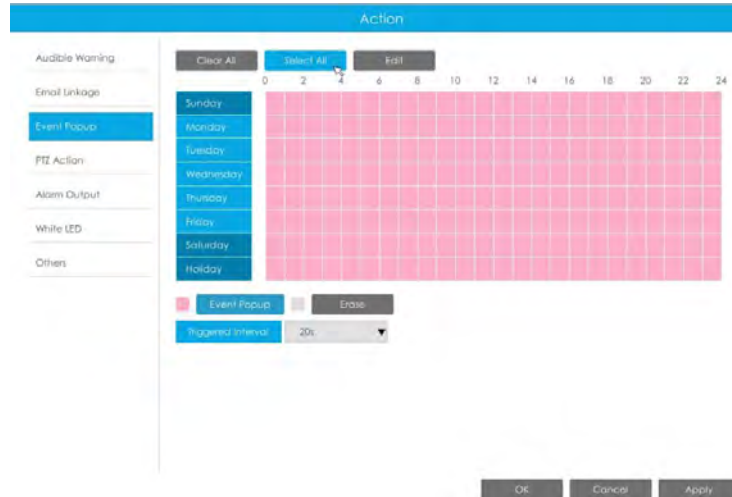 Action
Audible Warning
Email Linkage
Event Popup
PTZ Action
Alarm Output
White LED
Others
Clear All Select All Edit
0 2 4 6 8 10 12 14 16 18 20 22 24
Sunday
Monday
Tuesday
Wednesday
Thursday
Friday
Saturday
Holiday
Event Popup Erase
Triggered Interval 20s
OK Cancel Apply